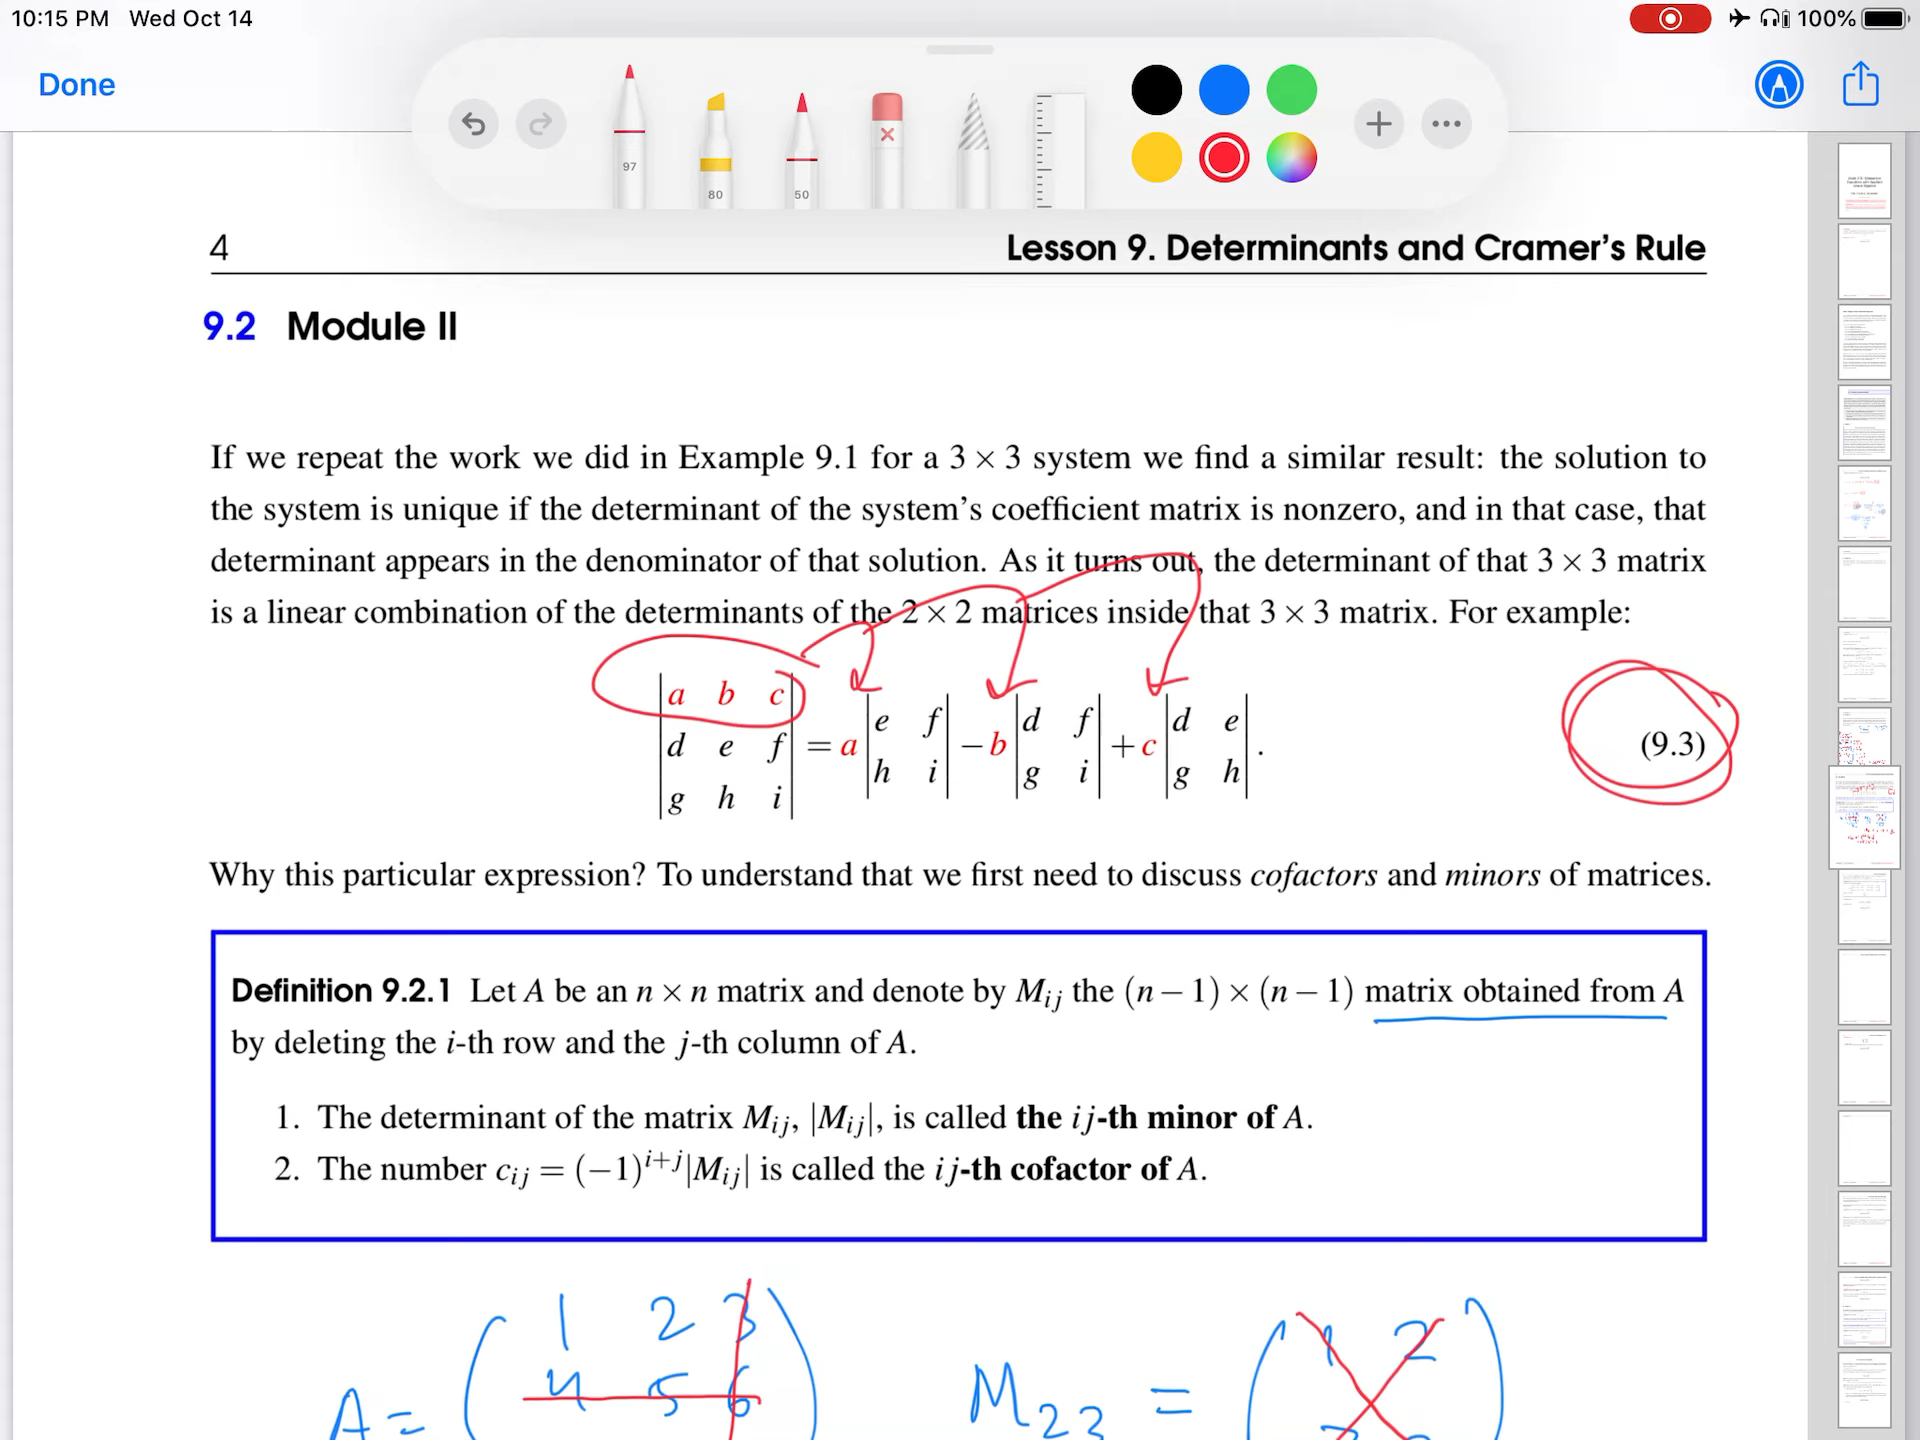 10:15 PM Wed Oct 14
100%
Done
97
80
50
4
Lesson 9. Determinants and Cramer's Rule
9.2 Module II
If we repeat the work we did in Example 9.1 for a 3 × 3 system we find a similar result: the solution to
the system is unique if the determinant of the system's coefficient matrix is nonzero, and in that case, that
determinant appears in the denominator of that solution. As it turns out, the determinant of that 3 × 3 matrix
is a linear combination of the determinants of the 2 × 2 matrices inside that 3 × 3 matrix. For example:
|a b c|
|d e f| = a |e f; h i| − b |d f; g i| + c |d e; g h|. (9.3)
|g h i|
Why this particular expression? To understand that we first need to discuss cofactors and minors of matrices.
Definition 9.2.1 Let A be an n × n matrix and denote by Mij the (n − 1) × (n − 1) matrix obtained from A
by deleting the i-th row and the j-th column of A.
1. The determinant of the matrix Mij, |Mij|, is called the ij-th minor of A.
2. The number cij = (−1)^{i+j}|Mij| is called the ij-th cofactor of A.
1 2 3
4 5 6
A =
M23 =
1 2